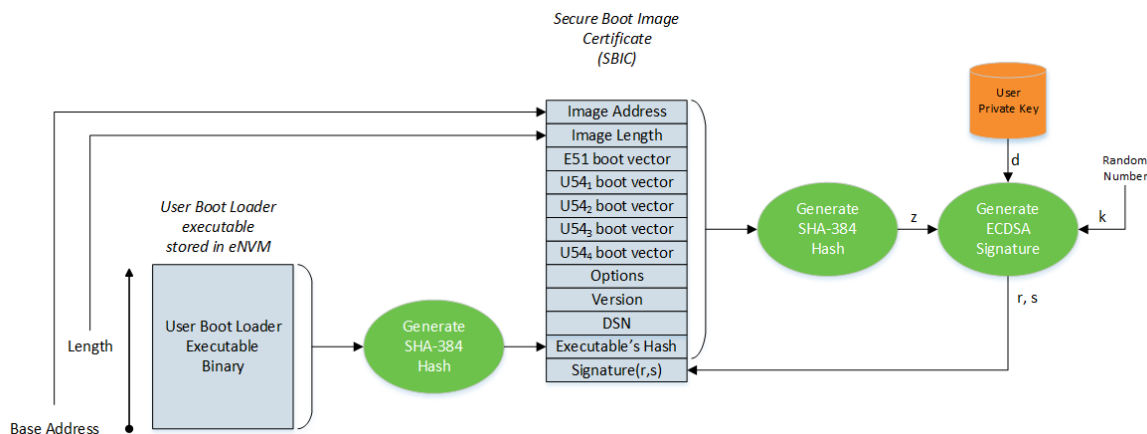 Secure Boot Image
Certificate
(SBIC)
User
Private Key
Image Address
Image Length
E51 boot vector
U54₁ boot vector
U54₂ boot vector
U54₃ boot vector
U54₄ boot vector
Options
Version
DSN
Executable's Hash
Signature(r,s)
d
Random
Number
k
Generate
SHA-384
Hash
z
Generate
ECDSA
Signature
r, s
User Boot Loader
executable
stored in eNVM
User Boot Loader
Executable
Binary
Generate
SHA-384
Hash
Length
Base Address